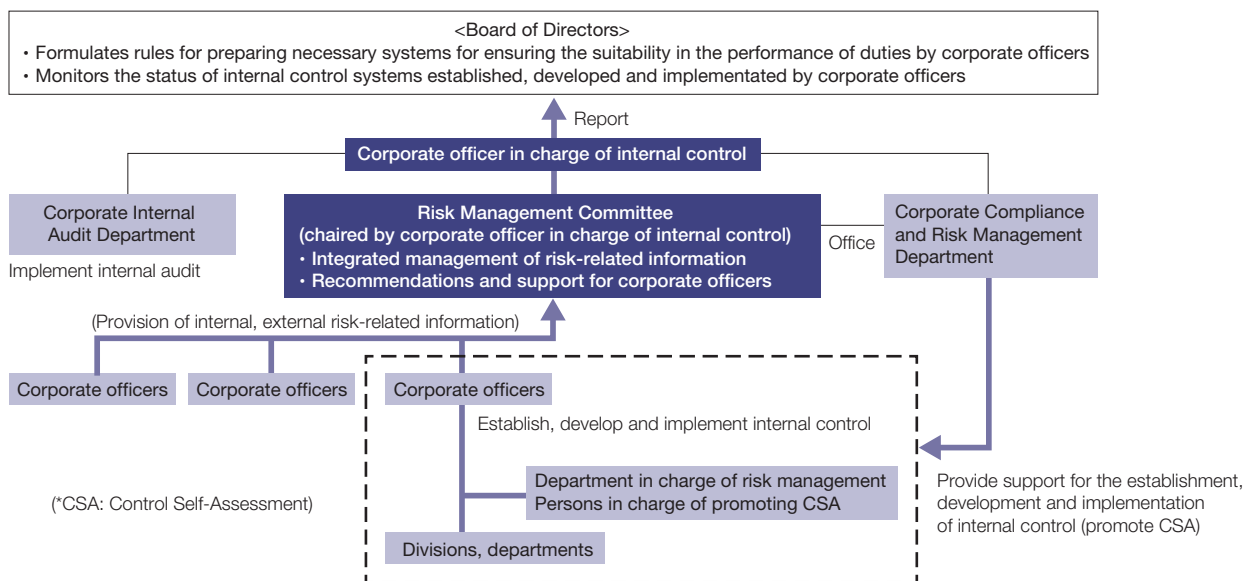 <Board of Directors>
・Formulates rules for preparing necessary systems for ensuring the suitability in the performance of duties by corporate officers
・Monitors the status of internal control systems established, developed and implementated by corporate officers
Report
Corporate officer in charge of internal control
Corporate Internal
Audit Department
Implement internal audit
Risk Management Committee
(chaired by corporate officer in charge of internal control)
・Integrated management of risk-related information
・Recommendations and support for corporate officers
Office
Corporate Compliance
and Risk Management
Department
(Provision of internal, external risk-related information)
Corporate officers
Corporate officers
Corporate officers
Establish, develop and implement internal control
Department in charge of risk management
Persons in charge of promoting CSA
Divisions, departments
Provide support for the establishment,
development and implementation
of internal control (promote CSA)
(*CSA: Control Self-Assessment)